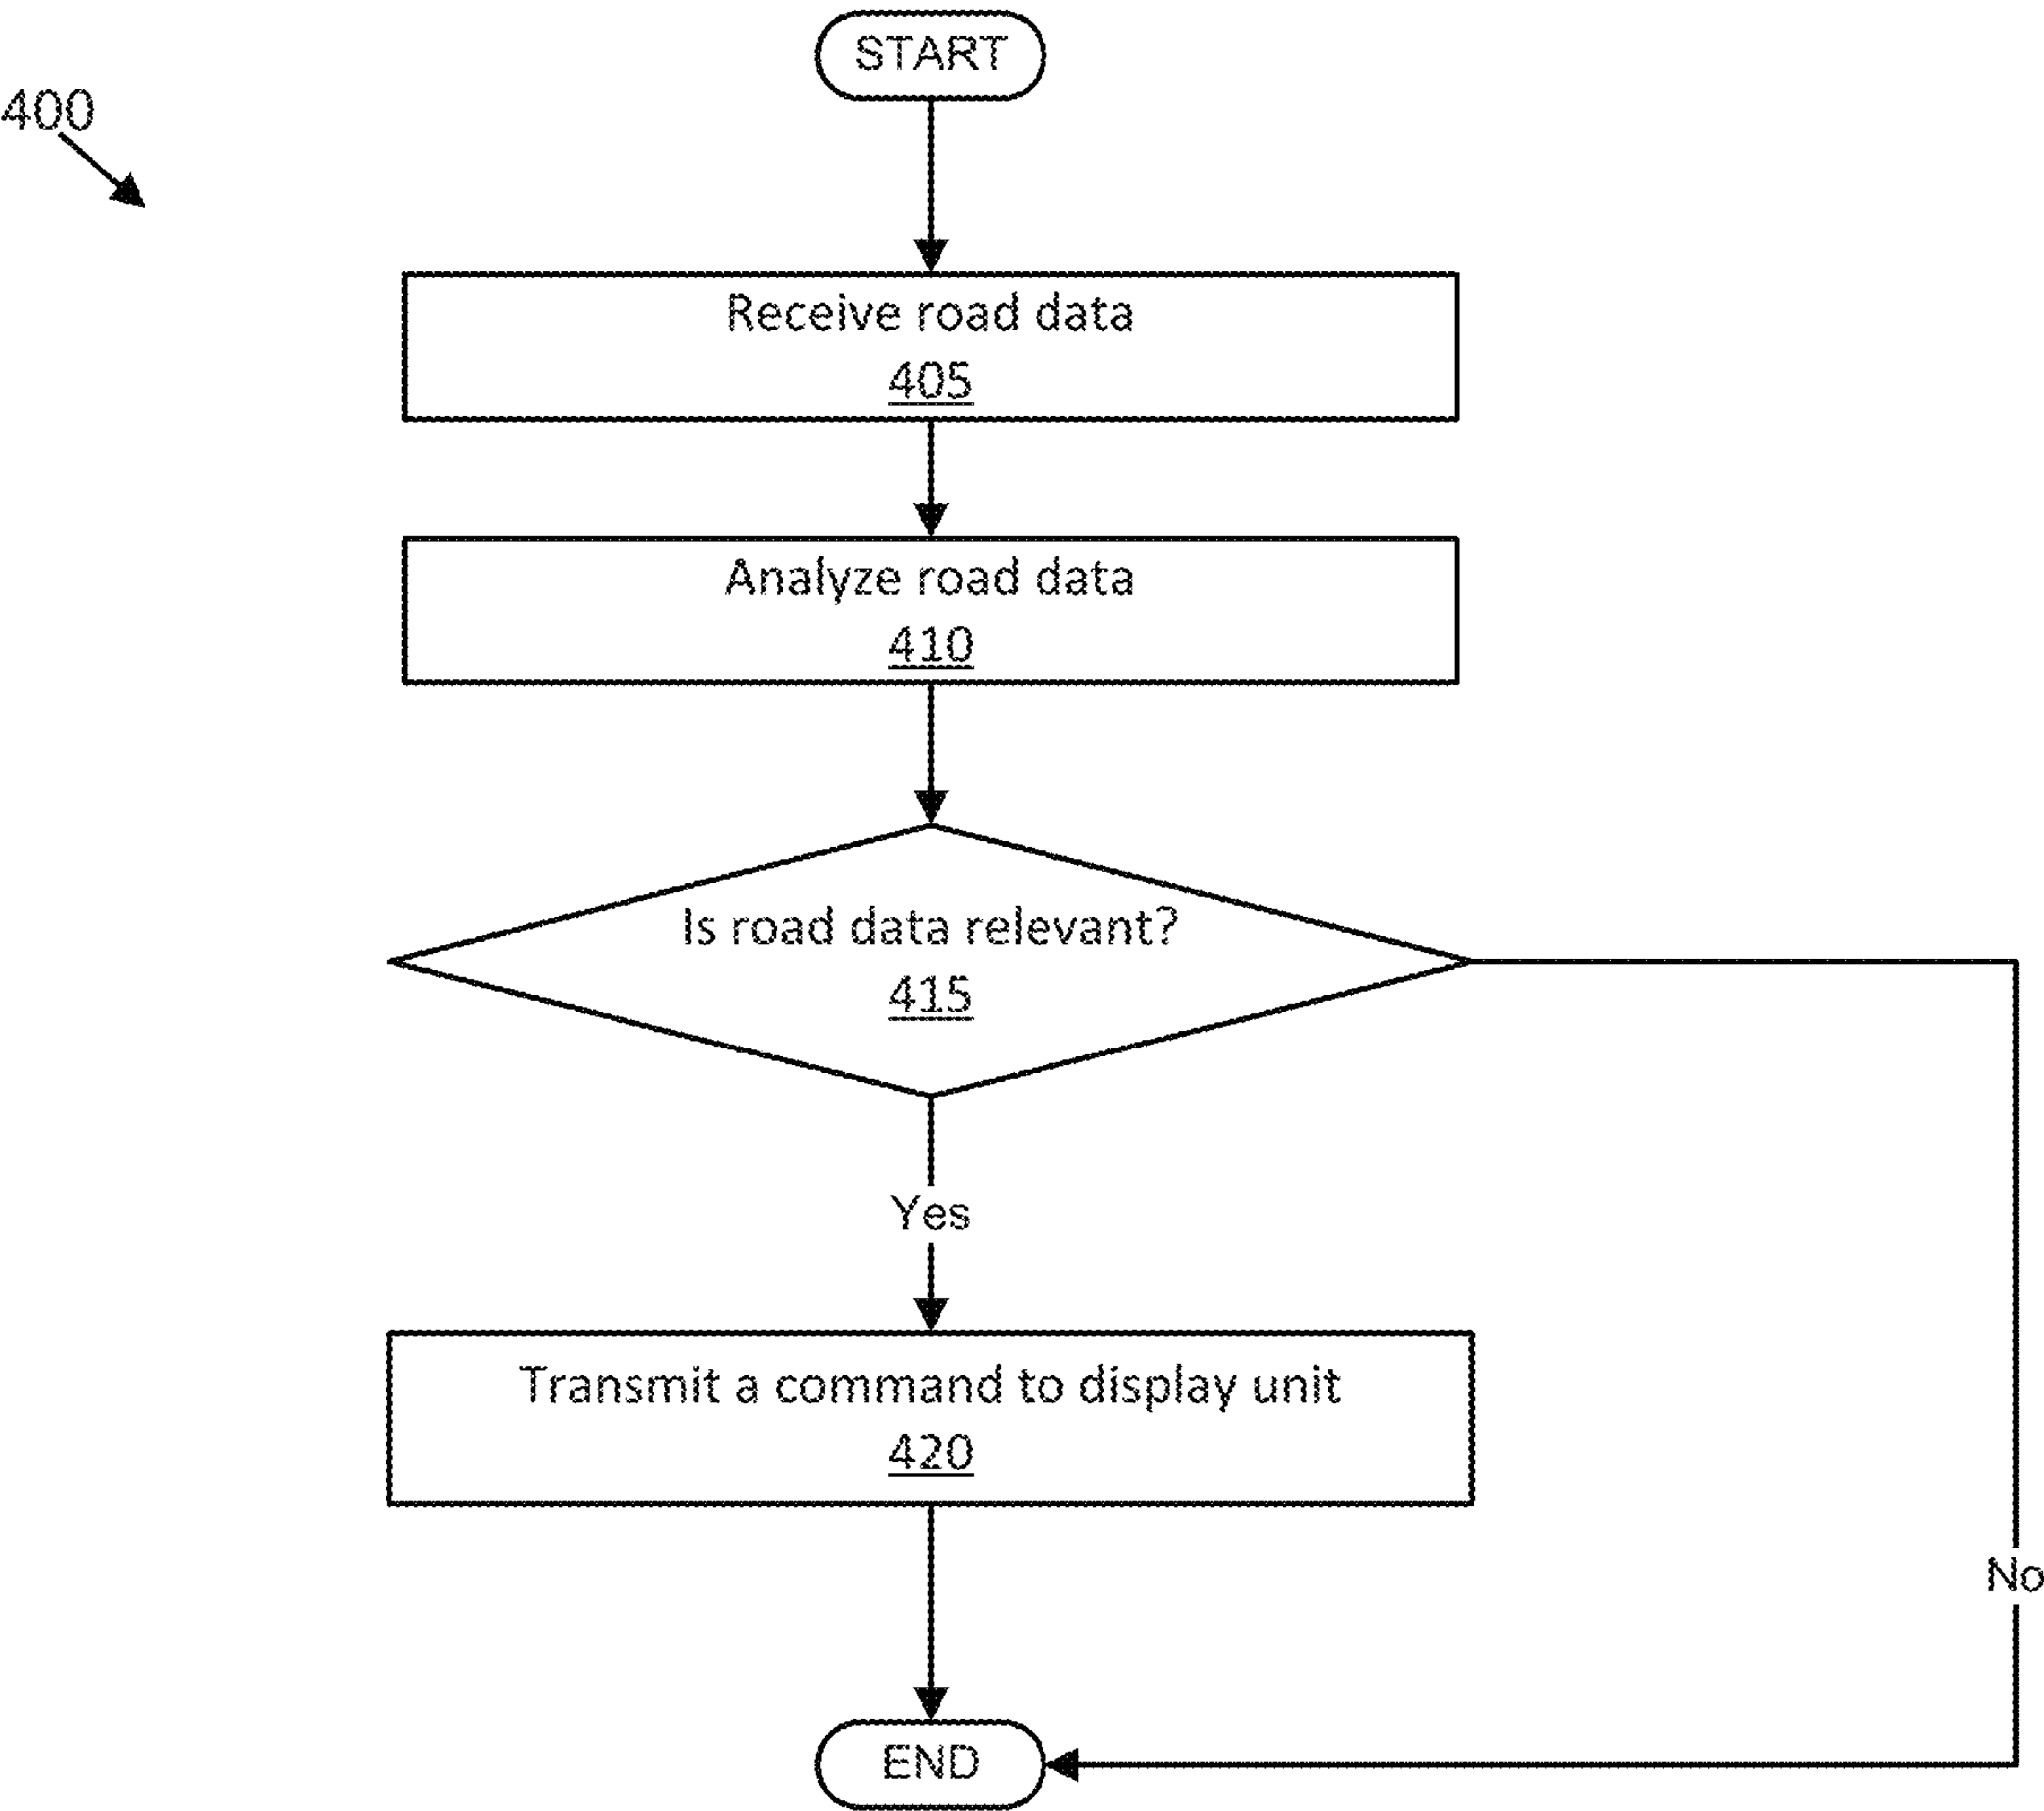 START
400
Receive road data
405
Analyze road data
410
Is road data relevant?
415
Yes
Transmit a command to display unit
420
No
END